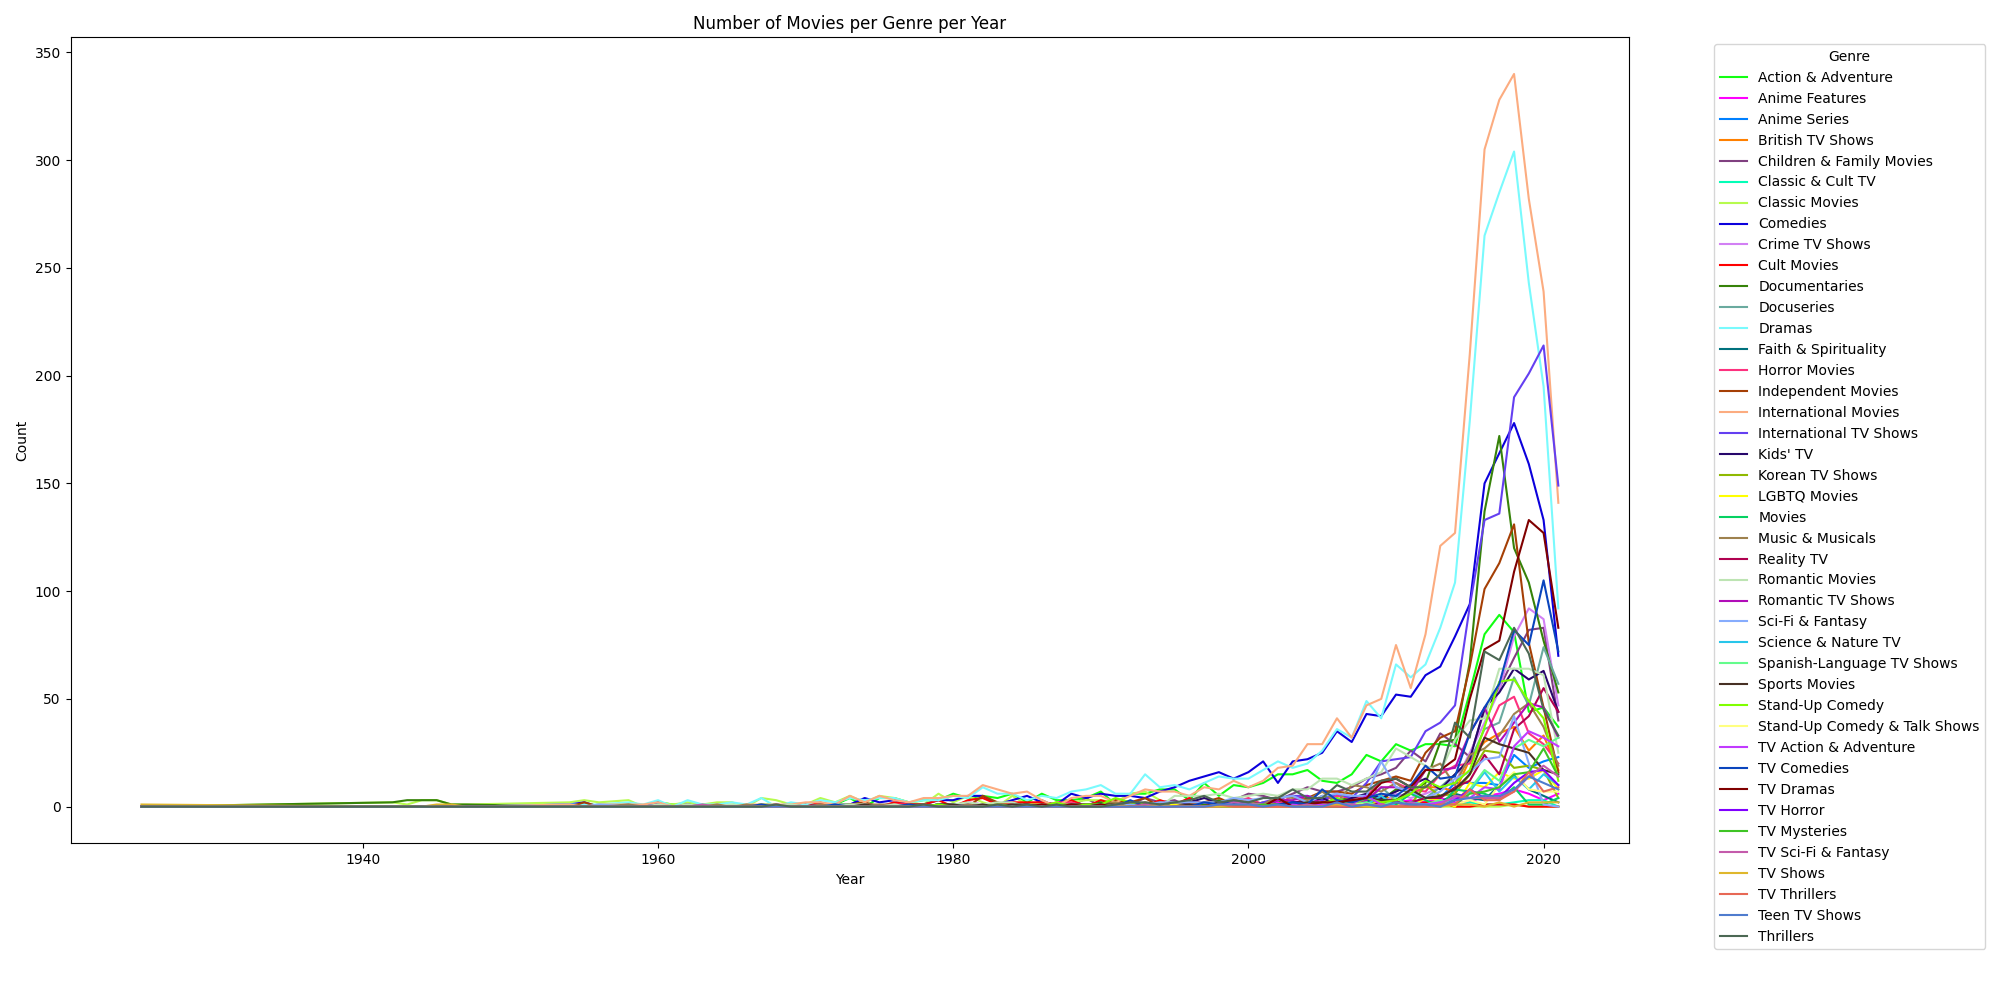 Number of Movies per Genre per Year
350
300
250
200
150
100
50
0
Count
1940
1960
1980
2000
2020
Year
Genre
Action & Adventure
Anime Features
Anime Series
British TV Shows
Children & Family Movies
Classic & Cult TV
Classic Movies
Comedies
Crime TV Shows
Cult Movies
Documentaries
Docuseries
Dramas
Faith & Spirituality
Horror Movies
Independent Movies
International Movies
International TV Shows
Kids' TV
Korean TV Shows
LGBTQ Movies
Movies
Music & Musicals
Reality TV
Romantic Movies
Romantic TV Shows
Sci-Fi & Fantasy
Science & Nature TV
Spanish-Language TV Shows
Sports Movies
Stand-Up Comedy
Stand-Up Comedy & Talk Shows
TV Action & Adventure
TV Comedies
TV Dramas
TV Horror
TV Mysteries
TV Sci-Fi & Fantasy
TV Shows
TV Thrillers
Teen TV Shows
Thrillers